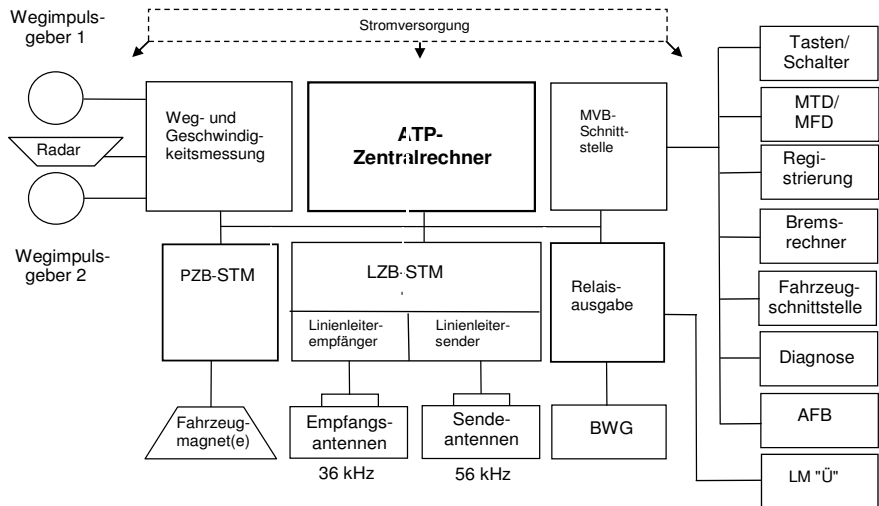 Wegimpuls-
geber 1
Stromversorgung
Tasten/
Schalter
Weg- und
Geschwindig-
keitsmessung
ATP-
Zentralrechner
MVB-
Schnitt-
stelle
MTD/
MFD
Radar
Regi-
strierung
Brems-
rechner
Wegimpuls-
geber 2
PZB-STM
LZB-STM
Relais-
ausgabe
Fahrzeug-
schnittstelle
Linienleiter-
empfänger
Linienleiter-
sender
Diagnose
Fahrzeug-
magnet(e)
Empfangs-
antennen
Sende-
antennen
BWG
AFB
36 kHz
56 kHz
LM "Ü"